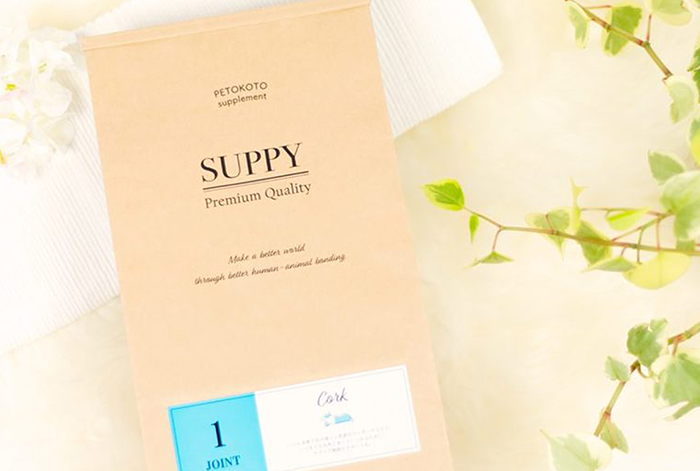 PETOKOTO
supplement
SUPPY
Premium Quality
Make a better world
through better human-animal bonding.
Cork
1
JOINT